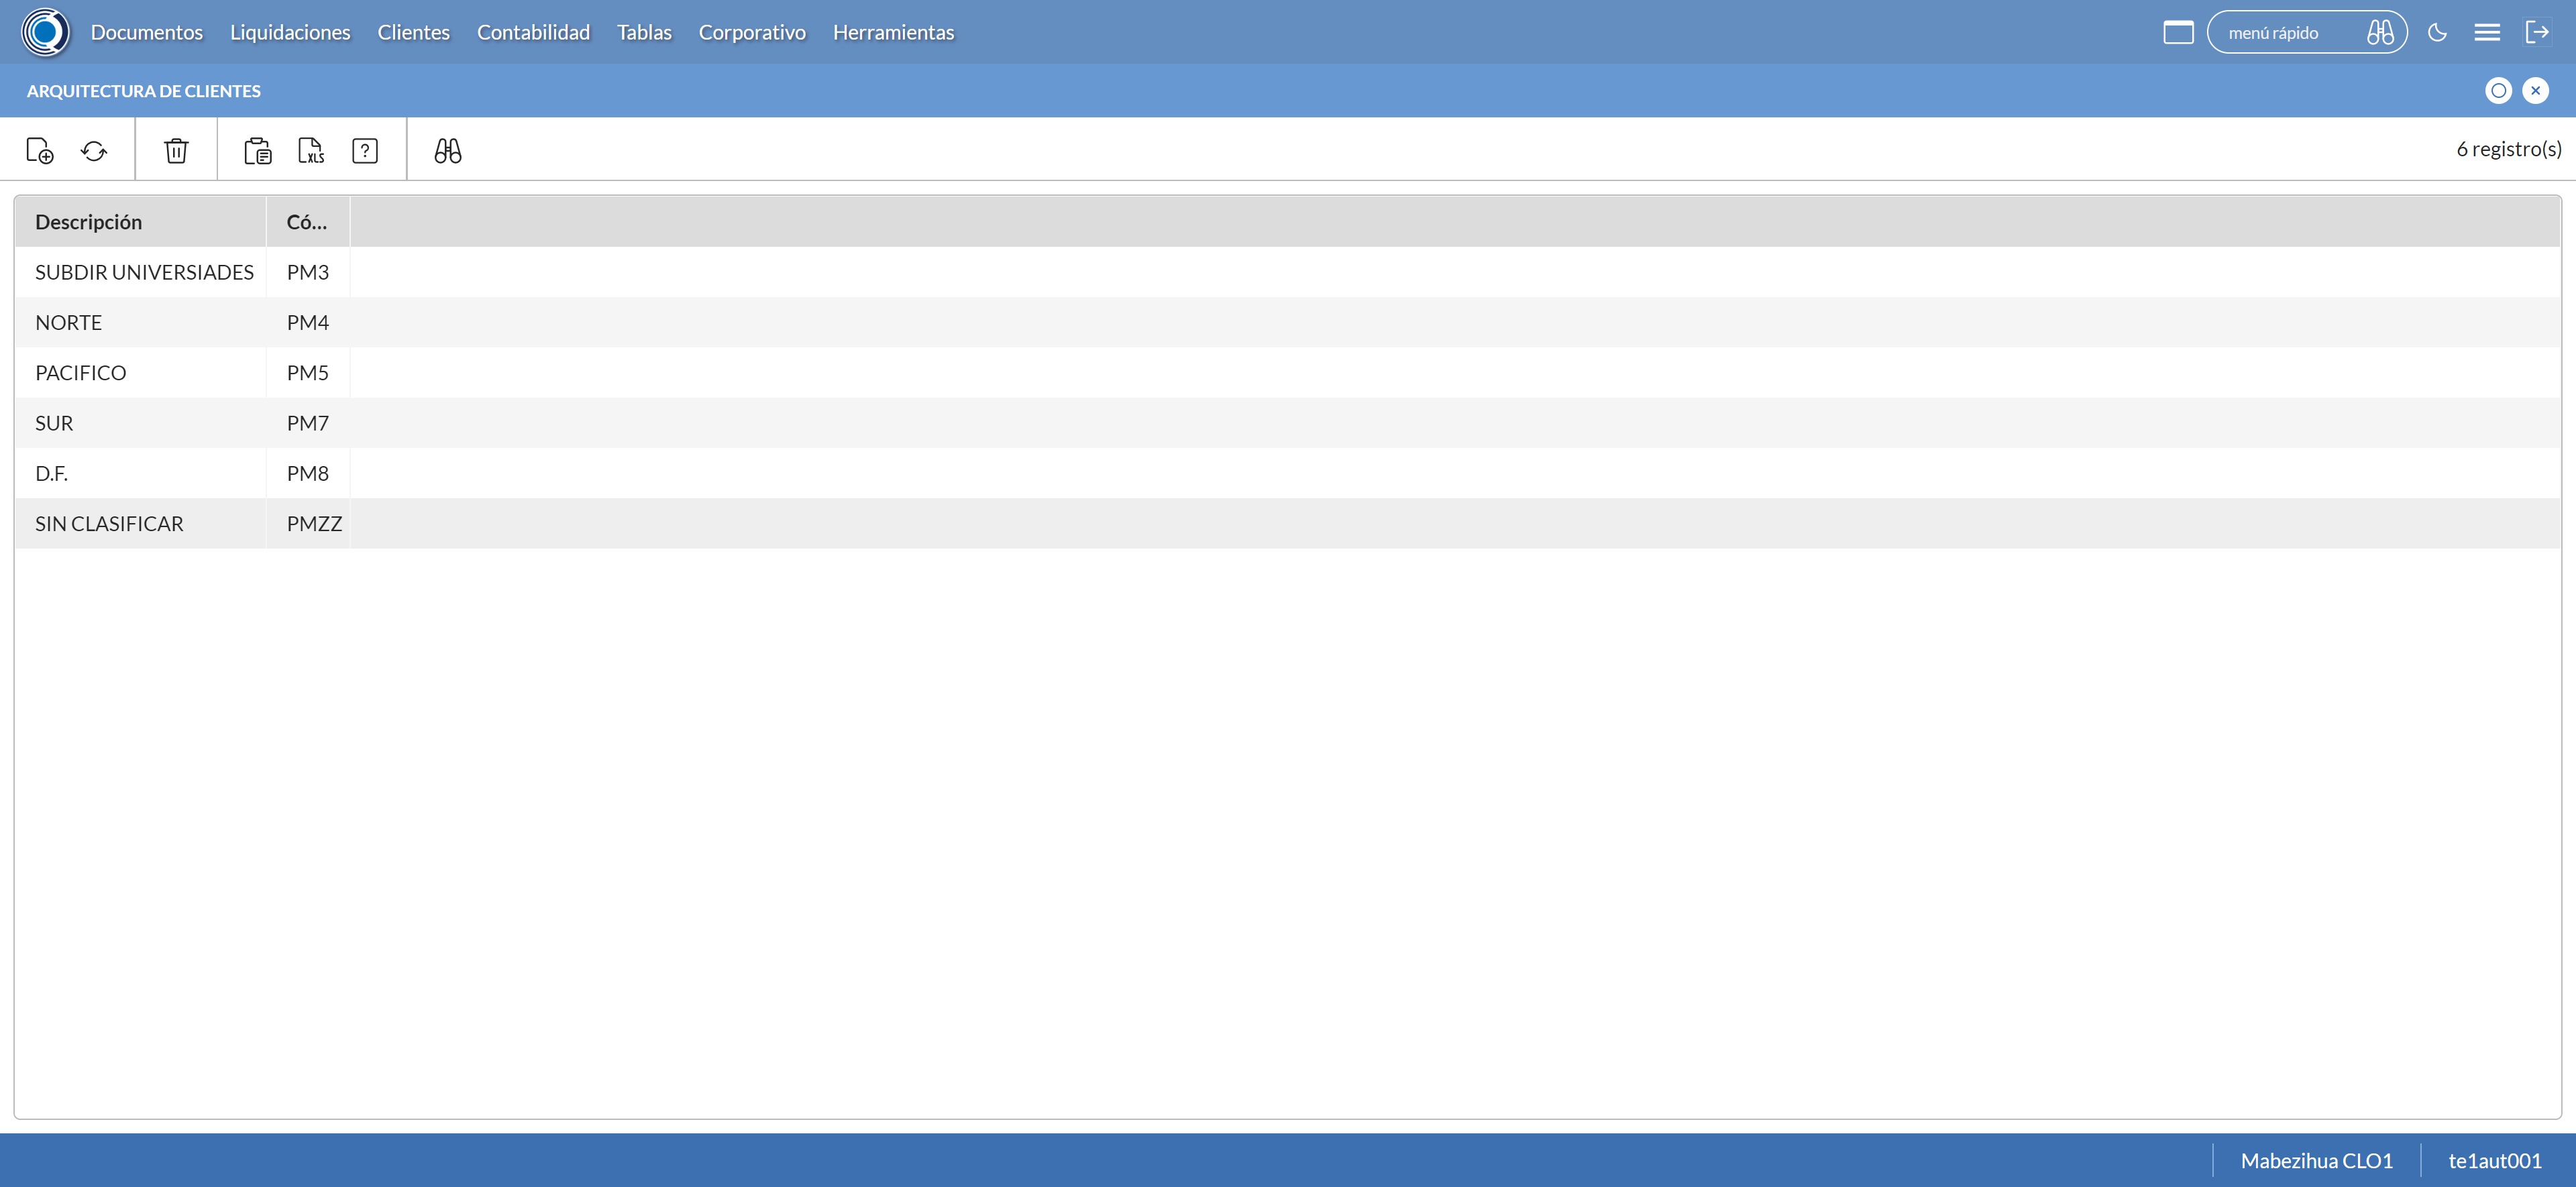 Documentos Liquidaciones Clientes Contabilidad Tablas Corporativo Herramientas menú rápido
ARQUITECTURA DE CLIENTES
XLS ? 6 registro(s)
Descripción Có...
SUBDIR UNIVERSIADES PM3
NORTE PM4
PACIFICO PM5
SUR PM7
D.F. PM8
SIN CLASIFICAR PMZZ
Mabezihua CLO1 te1aut001